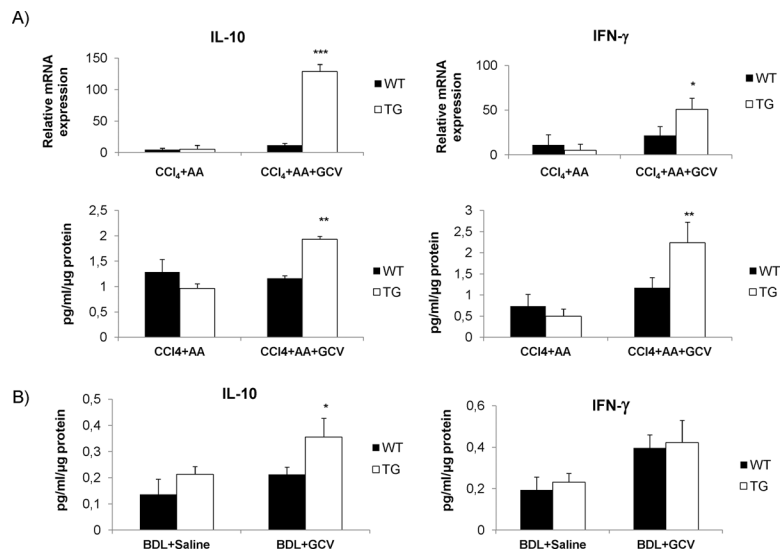 A)
IL-10
Relative mRNA
expression
150
100
50
0
***
WT
TG
CCl₄+AA
CCl₄+AA+GCV
IFN-γ
Relative mRNA
expression
100
50
0
*
WT
TG
CCl₄+AA
CCl₄+AA+GCV
pg/ml/µg protein
2,5
2
1,5
1
0,5
0
**
WT
TG
CCl4+AA
CCl4+AA+GCV
pg/ml/µg protein
3
2,5
2
1,5
1
0,5
0
**
WT
TG
CCl4+AA
CCl4+AA+GCV
B)
IL-10
pg/ml/µg protein
0,5
0,4
0,3
0,2
0,1
0
*
WT
TG
BDL+Saline
BDL+GCV
IFN-γ
pg/ml/µg protein
0,6
0,4
0,2
0
WT
TG
BDL+Saline
BDL+GCV